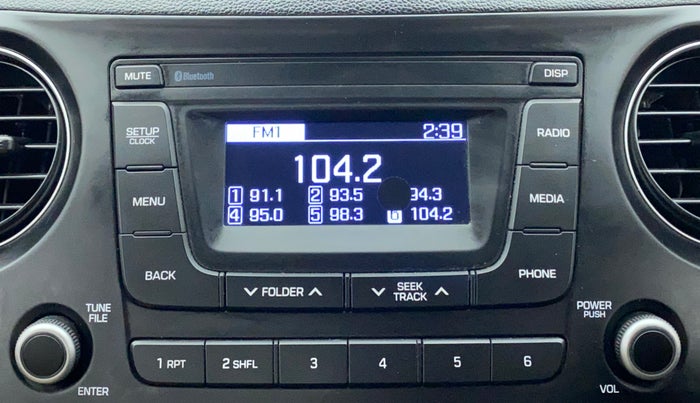 MUTE Bluetooth DISP
SETUP
CLOCK
FM1 2:39
RADIO
104.2
MENU
1 91.1 2 93.5 94.3
MEDIA
4 95.0 5 98.3 6 104.2
BACK
PHONE
FOLDER
SEEK
TRACK
TUNE
FILE
POWER
PUSH
1 RPT 2 SHFL 3 4 5 6
ENTER
VOL